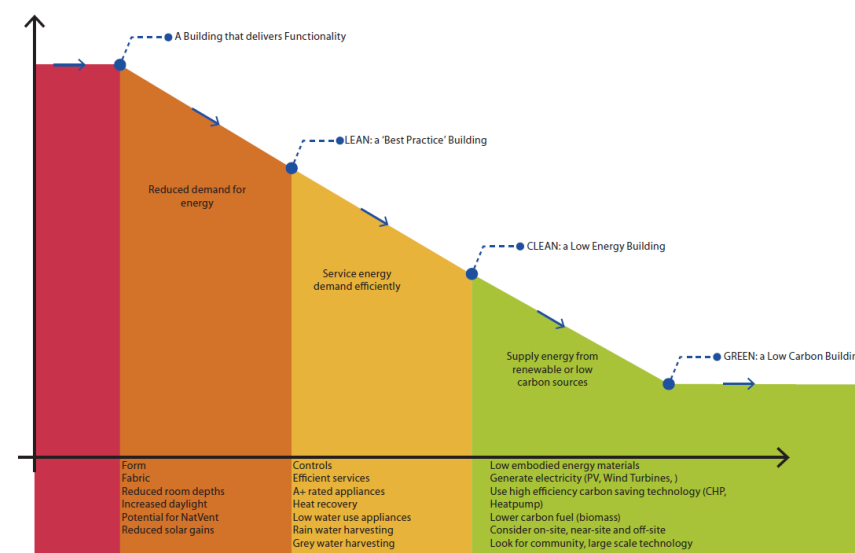 A Building that delivers Functionality
LEAN: a 'Best Practice' Building
Reduced demand for
energy
CLEAN: a Low Energy Building
Service energy
demand efficiently
GREEN: a Low Carbon Buildin
Supply energy from
renewable or low
carbon sources
Form
Fabric
Reduced room depths
Increased daylight
Potential for NatVent
Reduced solar gains
Controls
Efficient services
A+ rated appliances
Heat recovery
Low water use appliances
Rain water harvesting
Grey water harvesting
Low embodied energy materials
Generate electricity (PV, Wind Turbines, )
Use high efficiency carbon saving technology (CHP,
Heatpump)
Lower carbon fuel (biomass)
Consider on-site, near-site and off-site
Look for community, large scale technology